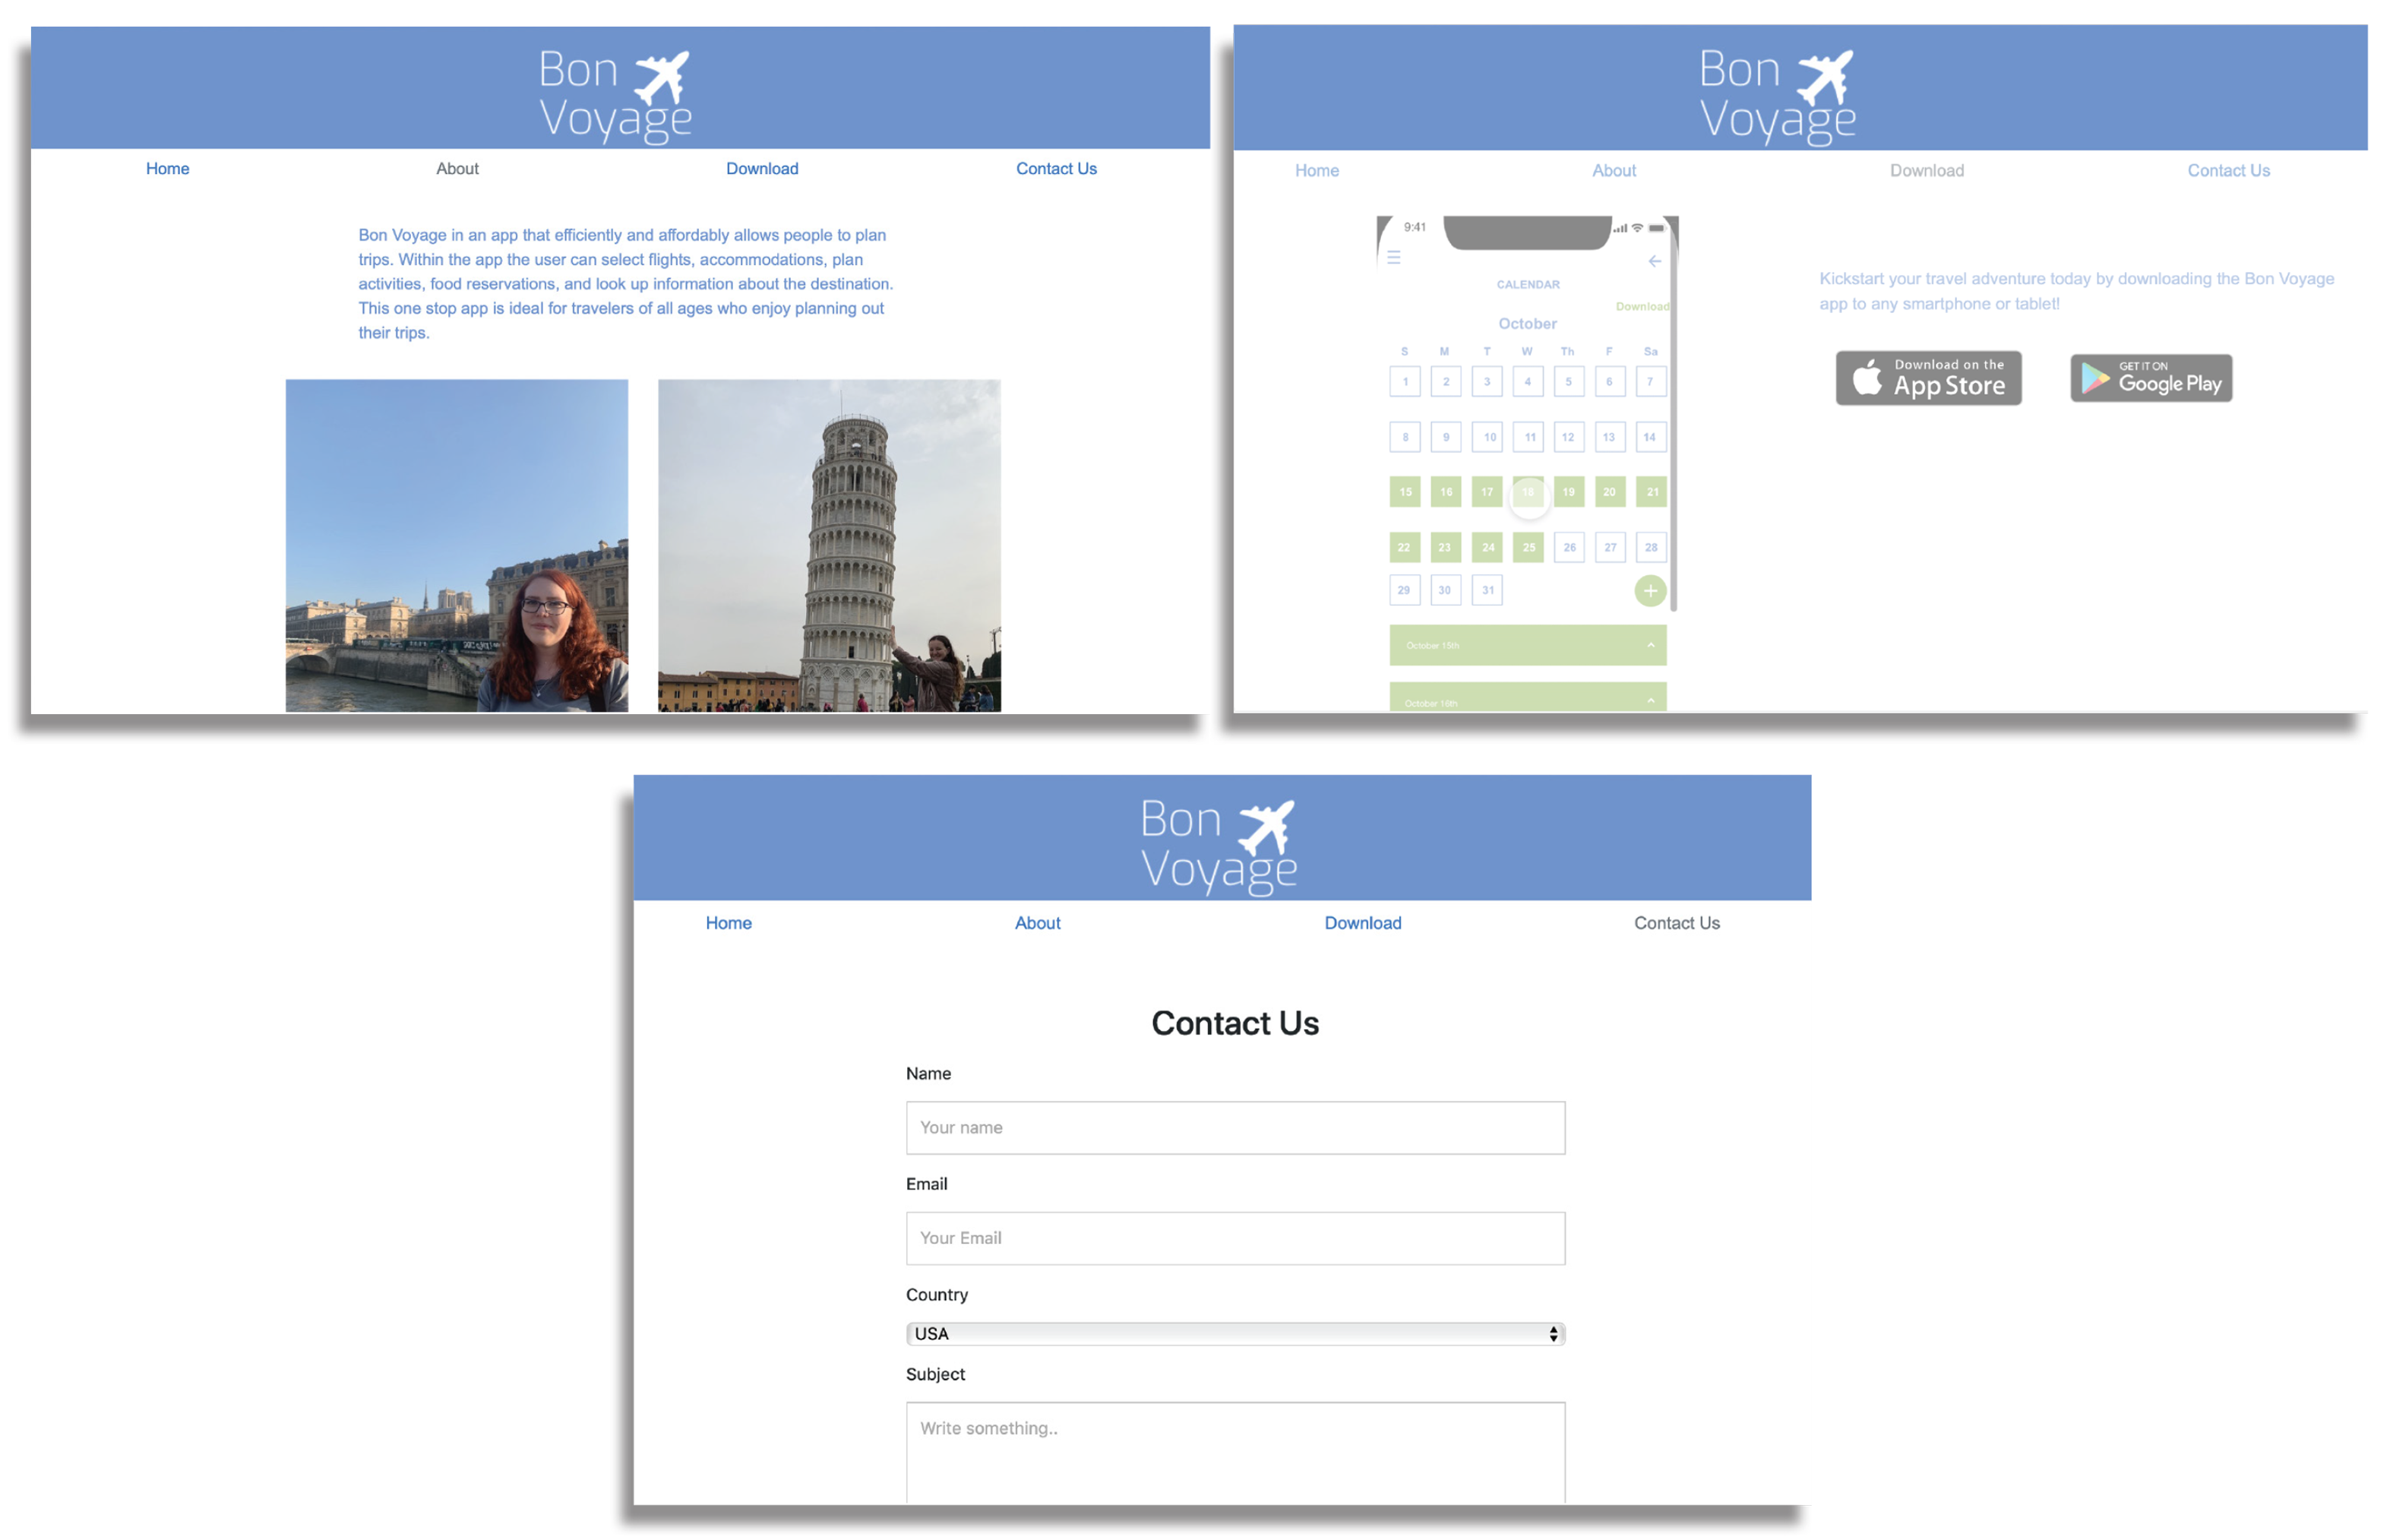 Bon
Voyage
Home About Download Contact Us
Bon Voyage in an app that efficiently and affordably allows people to plan
trips. Within the app the user can select flights, accommodations, plan
activities, food reservations, and look up information about the destination.
This one stop app is ideal for travelers of all ages who enjoy planning out
their trips.
Bon
Voyage
Home About Download Contact Us
9:41
CALENDAR
Download
October
S M T W Th F Sa
1 2 3 4 5 6 7
8 9 10 11 12 13 14
15 16 17 18 19 20 21
22 23 24 25 26 27 28
29 30 31
+
October 15th
October 16th
Kickstart your travel adventure today by downloading the Bon Voyage
app to any smartphone or tablet!
Download on the
App Store
GET IT ON
Google Play
Bon
Voyage
Home About Download Contact Us
Contact Us
Name
Your name
Email
Your Email
Country
USA
Subject
Write something..